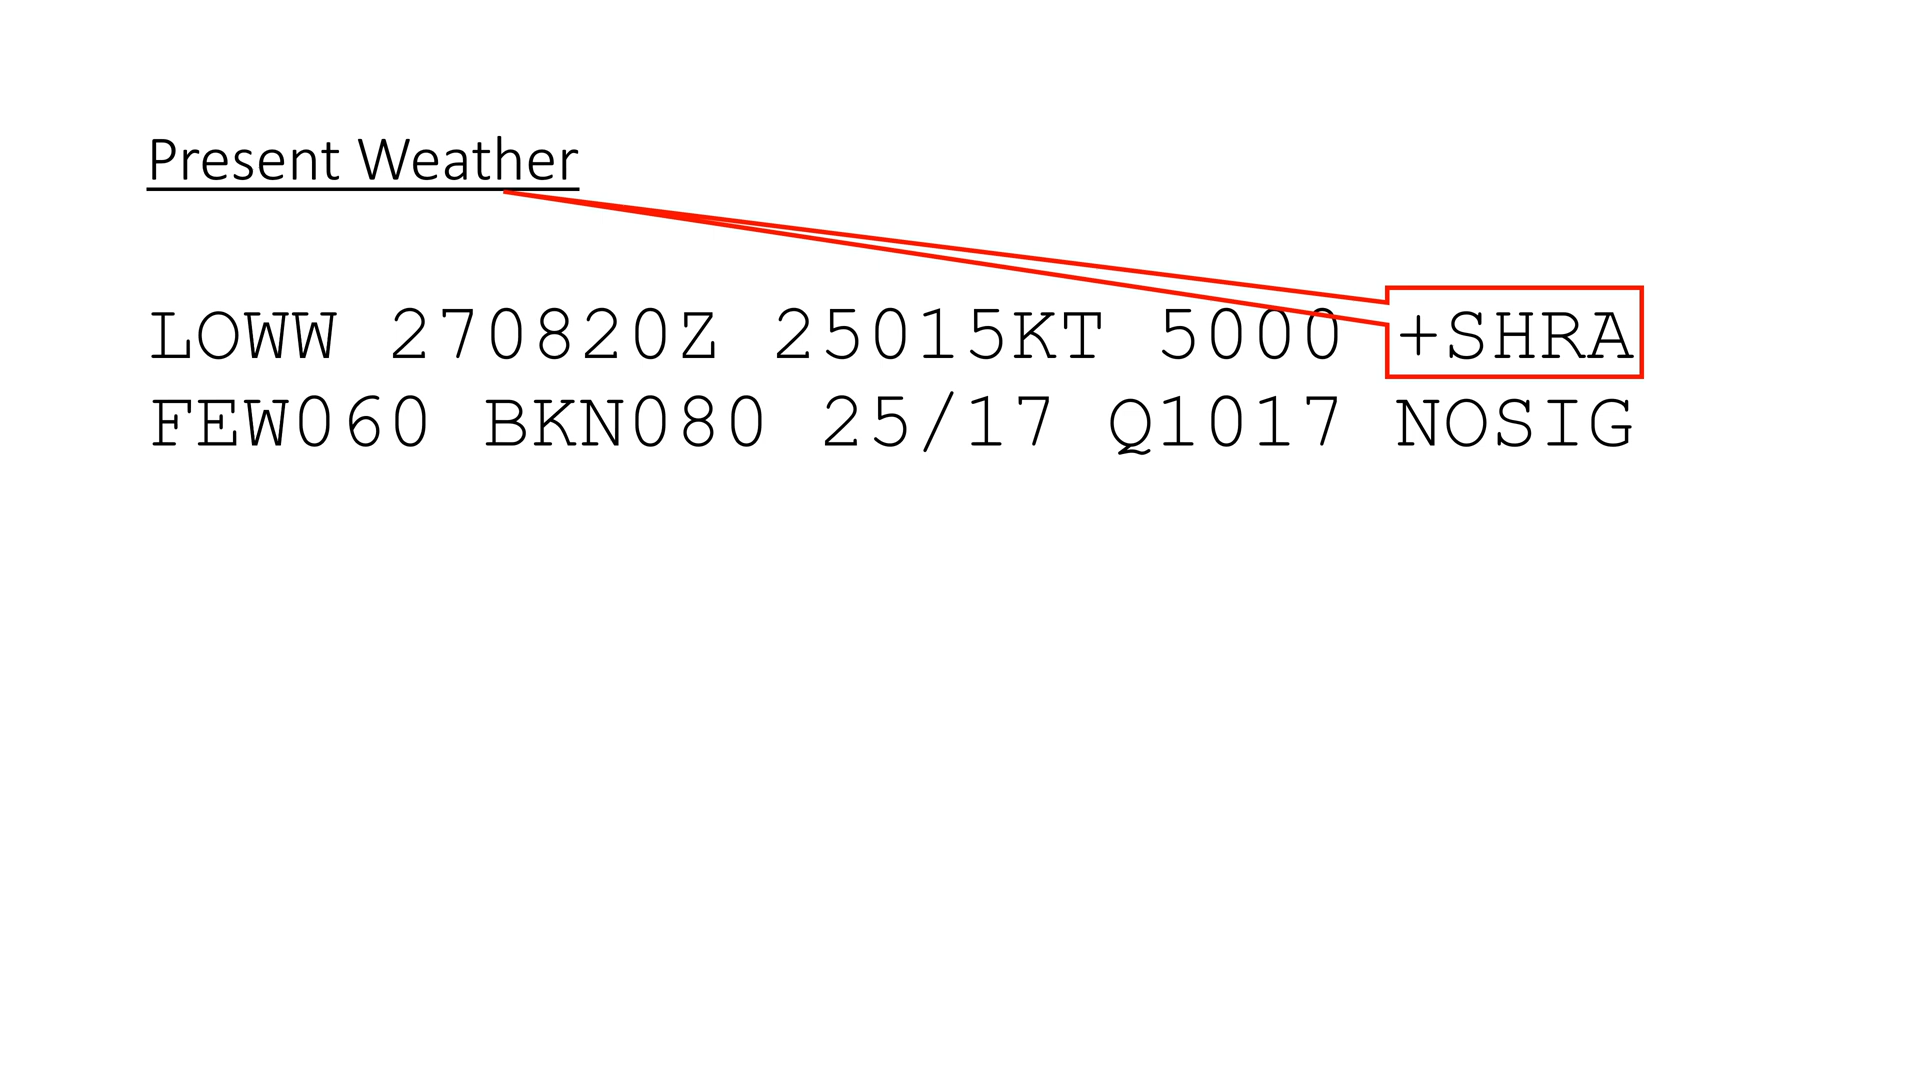 Present Weather
LOWW 270820Z 25015KT 5000 +SHRA
FEW060 BKN080 25/17 Q1017 NOSIG